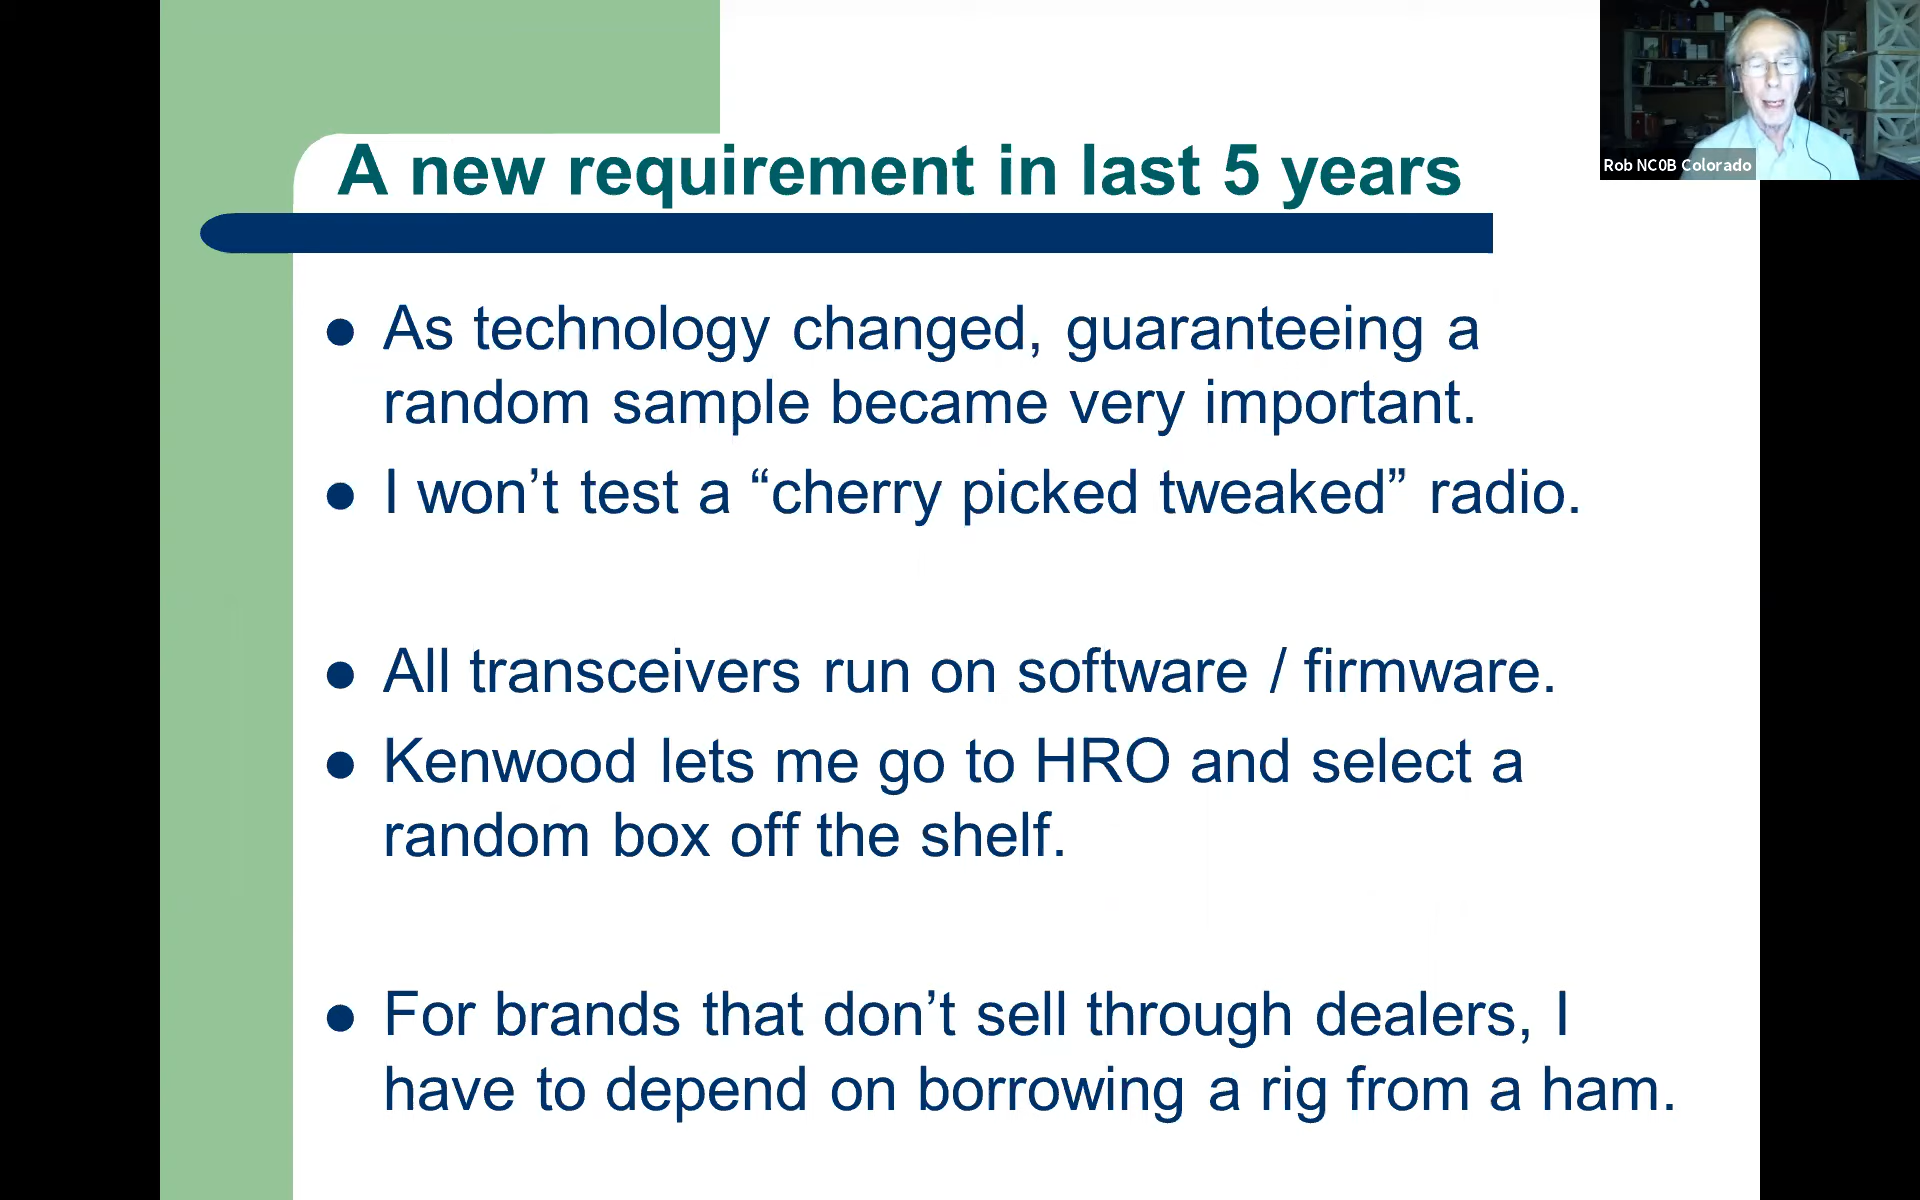 A new requirement in last 5 years
Rob NC0B Colorado
● As technology changed, guaranteeing a
random sample became very important.
● I won’t test a “cherry picked tweaked” radio.
● All transceivers run on software / firmware.
● Kenwood lets me go to HRO and select a
random box off the shelf.
● For brands that don’t sell through dealers, I
have to depend on borrowing a rig from a ham.